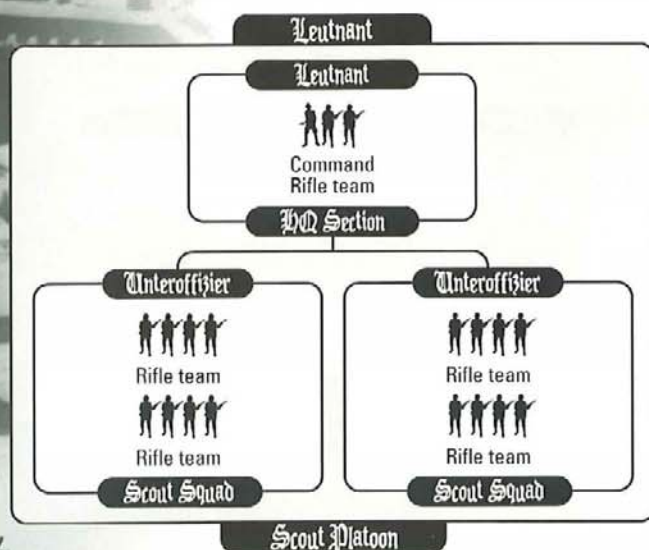 Leutnant
Leutnant
Command
Rifle team
HQ Section
Unteroffizier
Rifle team
Rifle team
Scout Squad
Unteroffizier
Rifle team
Rifle team
Scout Squad
Scout Platoon